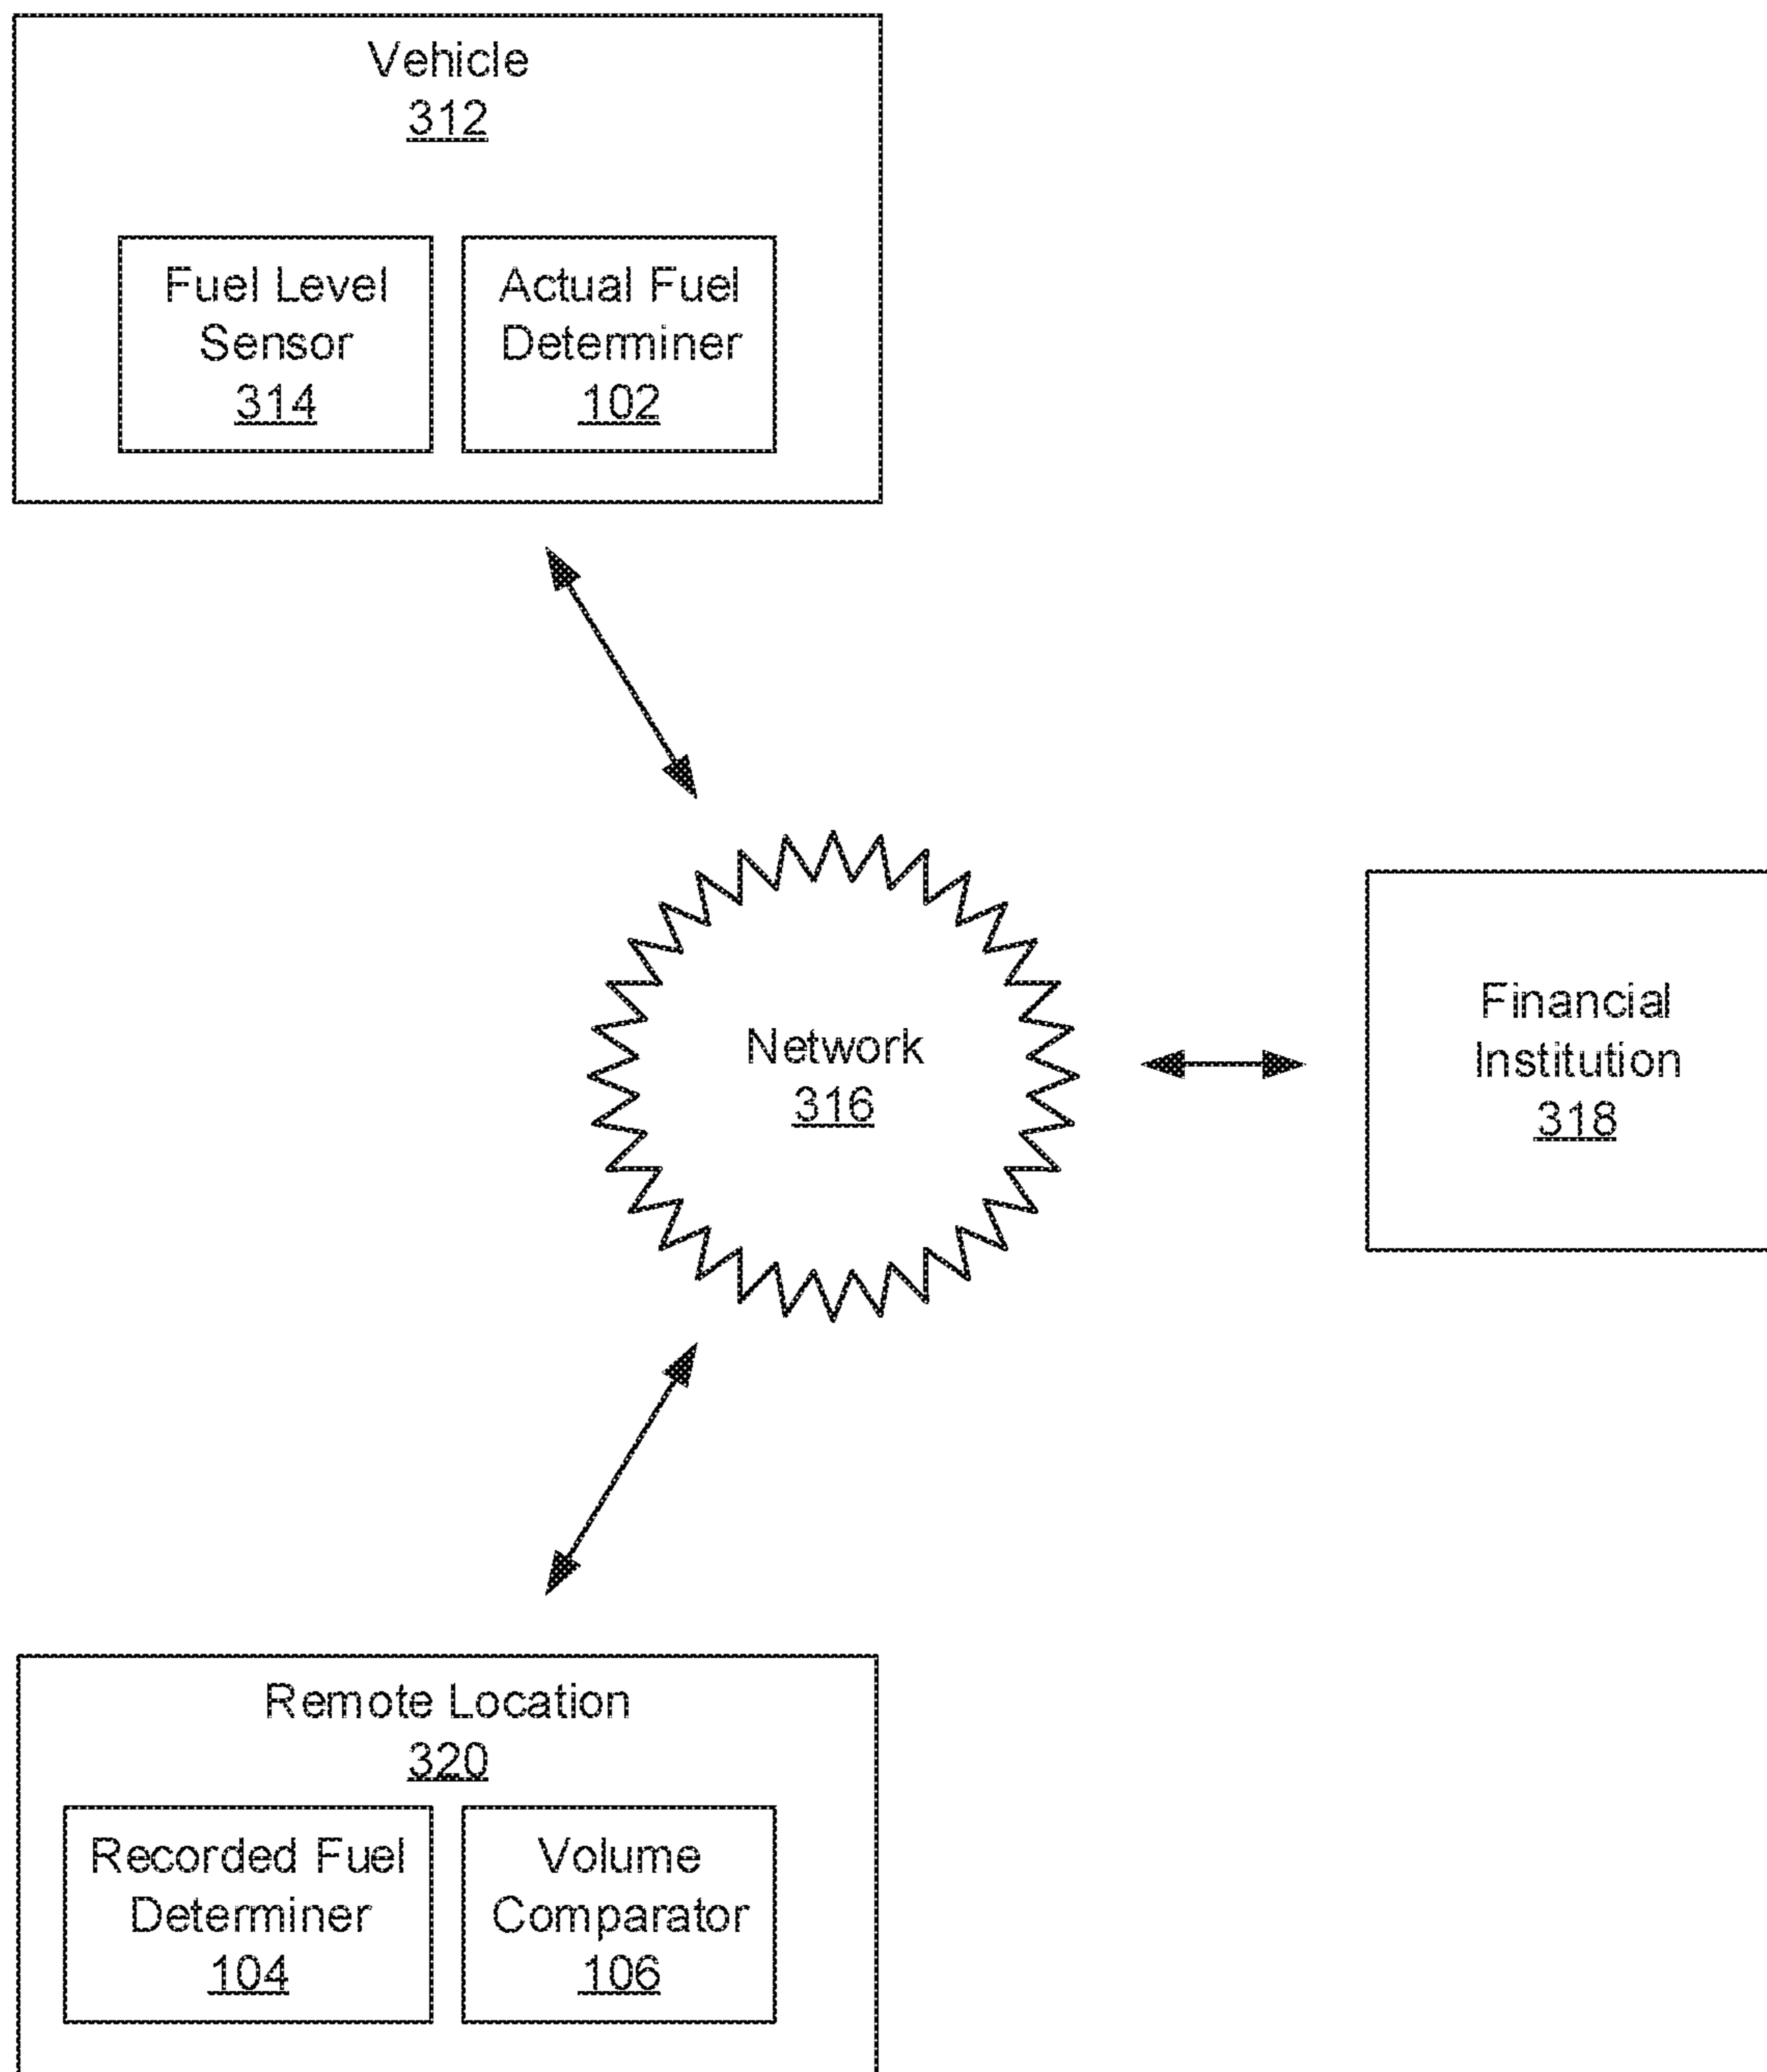 Vehicle
312
Fuel Level
Sensor
314
Actual Fuel
Determiner
102
Network
316
Financial
Institution
318
Remote Location
320
Recorded Fuel
Determiner
104
Volume
Comparator
106